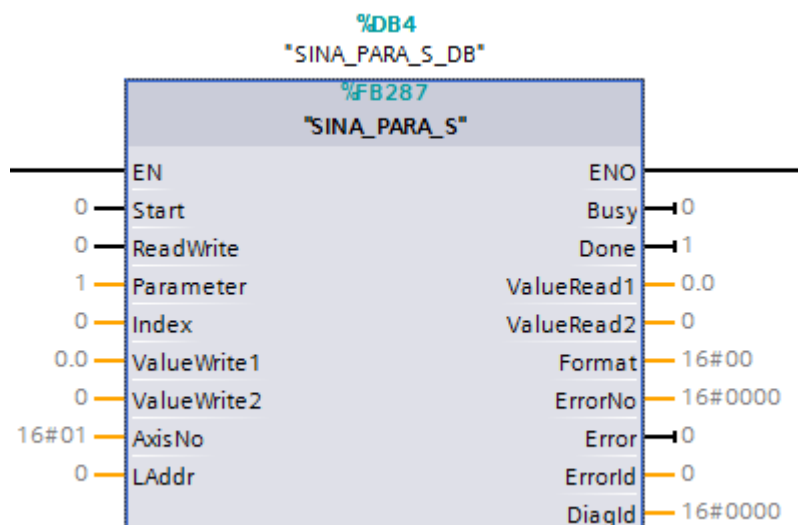 %DB4
"SINA_PARA_S_DB"
%FB287
"SINA_PARA_S"
EN ENO
0 Start Busy 0
0 ReadWrite Done 1
1 Parameter ValueRead1 0.0
0 Index ValueRead2 0
0.0 ValueWrite1 Format 16#00
0 ValueWrite2 ErrorNo 16#0000
16#01 AxisNo Error 0
0 LAddr ErrorId 0
DiagId 16#0000